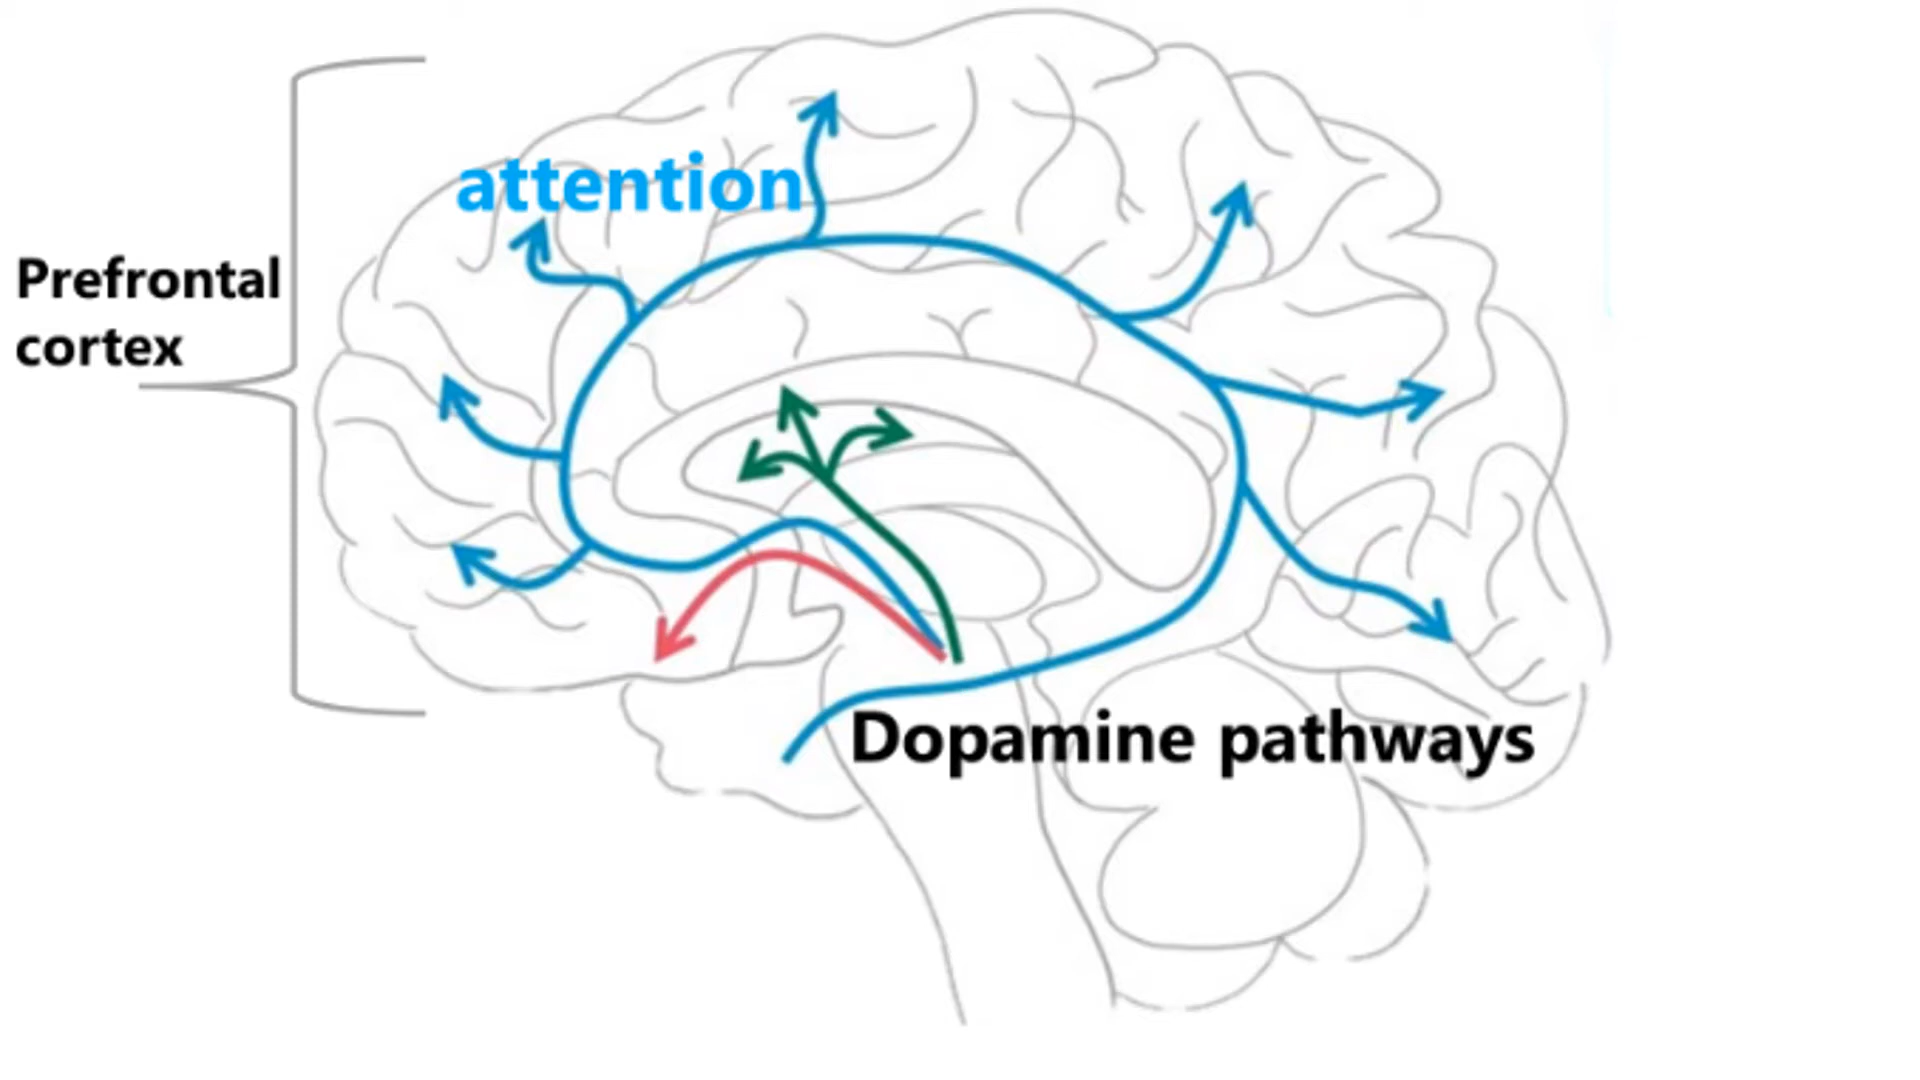 attention
Prefrontal
cortex
Dopamine pathways